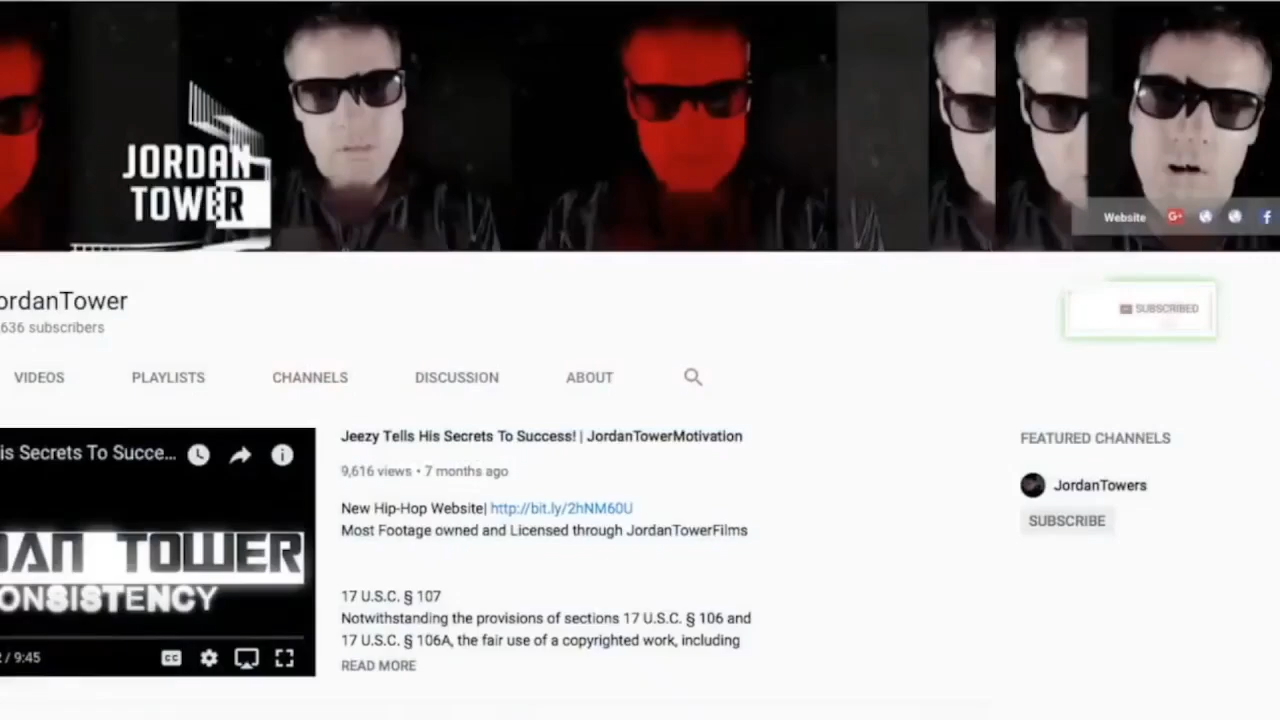 JORDAN
TOWER
Website
ordanTower
636 subscribers
SUBSCRIBED
VIDEOS
PLAYLISTS
CHANNELS
DISCUSSION
ABOUT
is Secrets To Succe...
DAN TOWER
ONSISTENCY
/ 9:45
Jeezy Tells His Secrets To Success! | JordanTowerMotivation
9,616 views • 7 months ago
New Hip-Hop Website| http://bit.ly/2hNM60U
Most Footage owned and Licensed through JordanTowerFilms
17 U.S.C. § 107
Notwithstanding the provisions of sections 17 U.S.C. § 106 and
17 U.S.C. § 106A, the fair use of a copyrighted work, including
READ MORE
FEATURED CHANNELS
JordanTowers
SUBSCRIBE